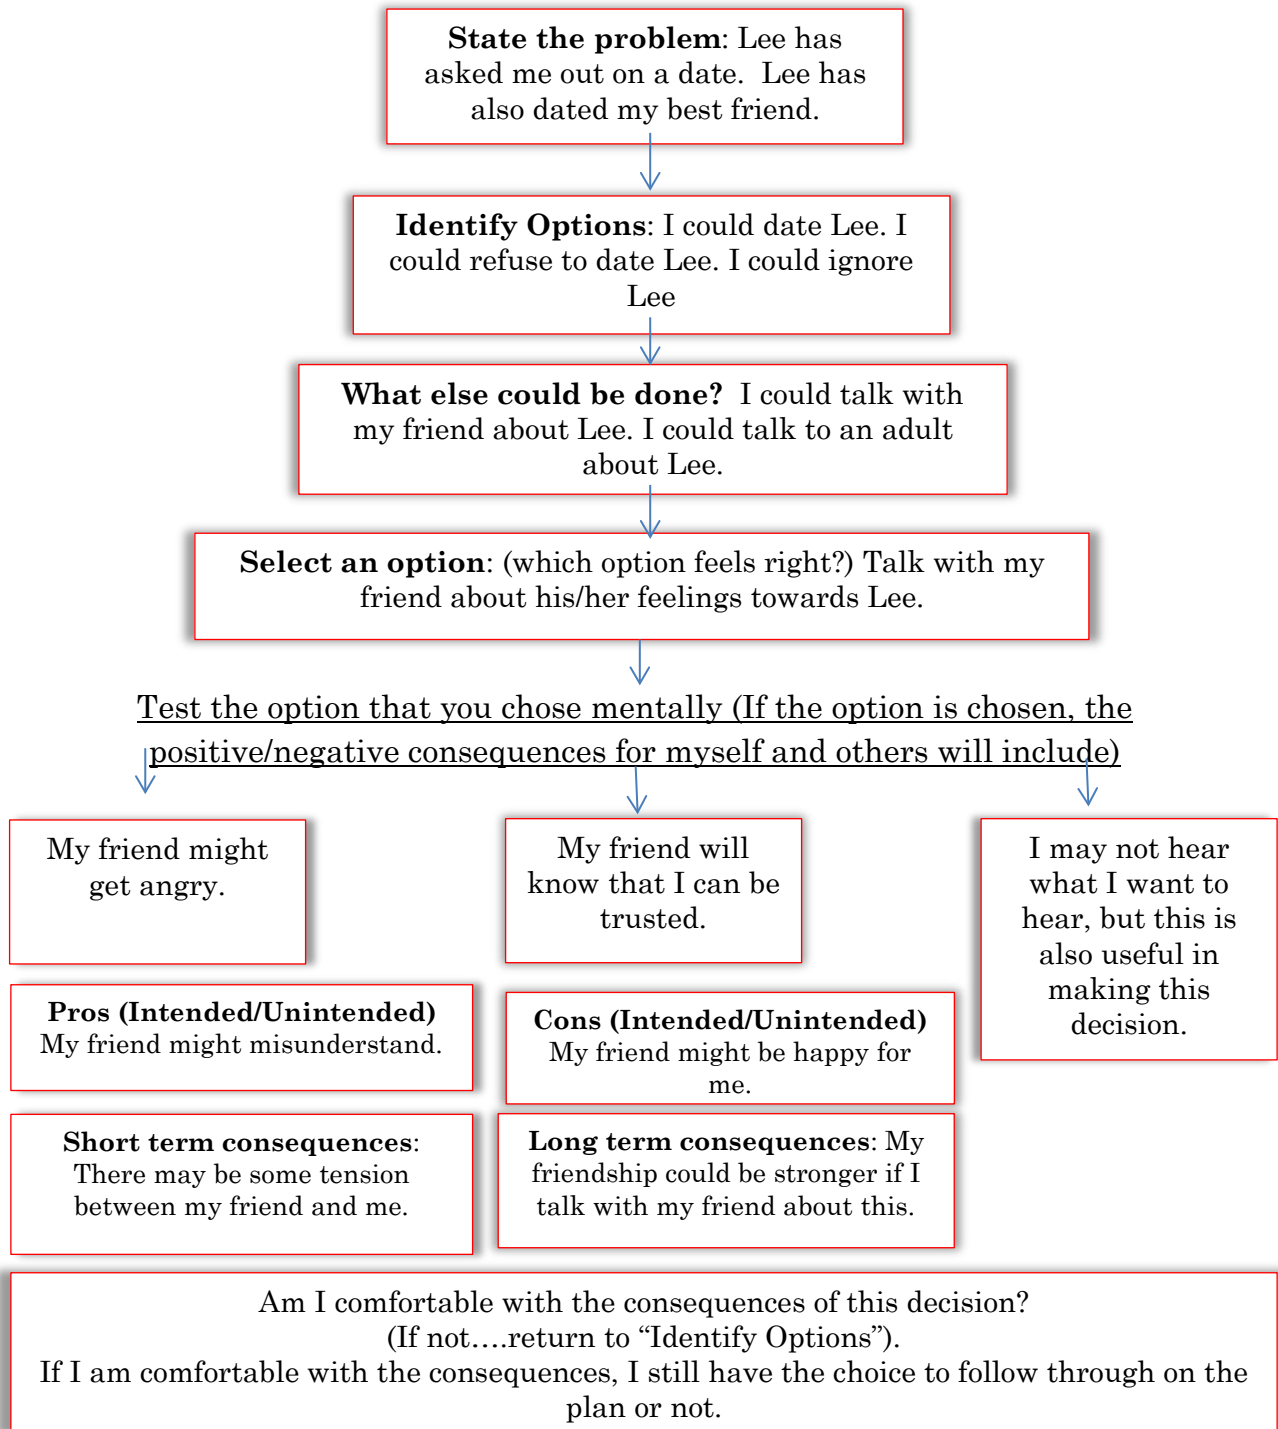 State the problem: Lee has
asked me out on a date.  Lee has
also dated my best friend.
Identify Options: I could date Lee. I
could refuse to date Lee. I could ignore
Lee
What else could be done?  I could talk with
my friend about Lee. I could talk to an adult
about Lee.
Select an option: (which option feels right?) Talk with my
friend about his/her feelings towards Lee.
Test the option that you chose mentally (If the option is chosen, the
positive/negative consequences for myself and others will include)
My friend might
get angry.
My friend will
know that I can be
trusted.
I may not hear
what I want to
hear, but this is
also useful in
making this
decision.
Pros (Intended/Unintended)
My friend might misunderstand.
Cons (Intended/Unintended)
My friend might be happy for
me.
Short term consequences:
There may be some tension
between my friend and me.
Long term consequences: My
friendship could be stronger if I
talk with my friend about this.
Am I comfortable with the consequences of this decision?
(If not….return to “Identify Options”).
If I am comfortable with the consequences, I still have the choice to follow through on the
plan or not.